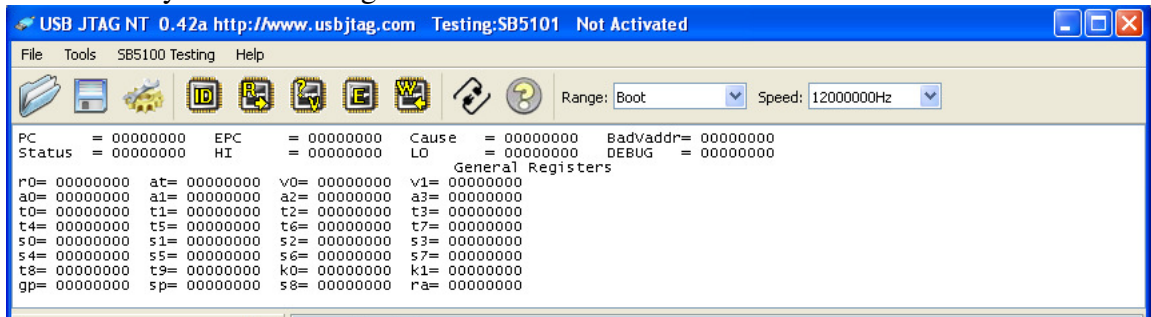 USB JTAG NT 0.42a http://www.usbjtag.com Testing:SB5101 Not Activated
File Tools SB5100 Testing Help
ID R ? V E W Range: Boot Speed: 12000000Hz
PC = 00000000 EPC = 00000000 Cause = 00000000 BadVaddr= 00000000
Status = 00000000 HI = 00000000 LO = 00000000 DEBUG = 00000000
General Registers
r0= 00000000 at= 00000000 v0= 00000000 v1= 00000000
a0= 00000000 a1= 00000000 a2= 00000000 a3= 00000000
t0= 00000000 t1= 00000000 t2= 00000000 t3= 00000000
t4= 00000000 t5= 00000000 t6= 00000000 t7= 00000000
s0= 00000000 s1= 00000000 s2= 00000000 s3= 00000000
s4= 00000000 s5= 00000000 s6= 00000000 s7= 00000000
t8= 00000000 t9= 00000000 k0= 00000000 k1= 00000000
gp= 00000000 sp= 00000000 s8= 00000000 ra= 00000000